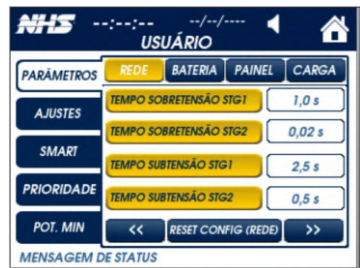 NHS --:--:-- --/--/----
USUÁRIO
PARÂMETROS REDE BATERIA PAINEL CARGA
TEMPO SOBRETENSÃO STG1 1,0 s
AJUSTES
TEMPO SOBRETENSÃO STG2 0,02 s
SMART
TEMPO SUBTENSÃO STG1 2,5 s
PRIORIDADE
TEMPO SUBTENSÃO STG2 0,5 s
POT. MIN << RESET CONFIG (REDE) >>
MENSAGEM DE STATUS